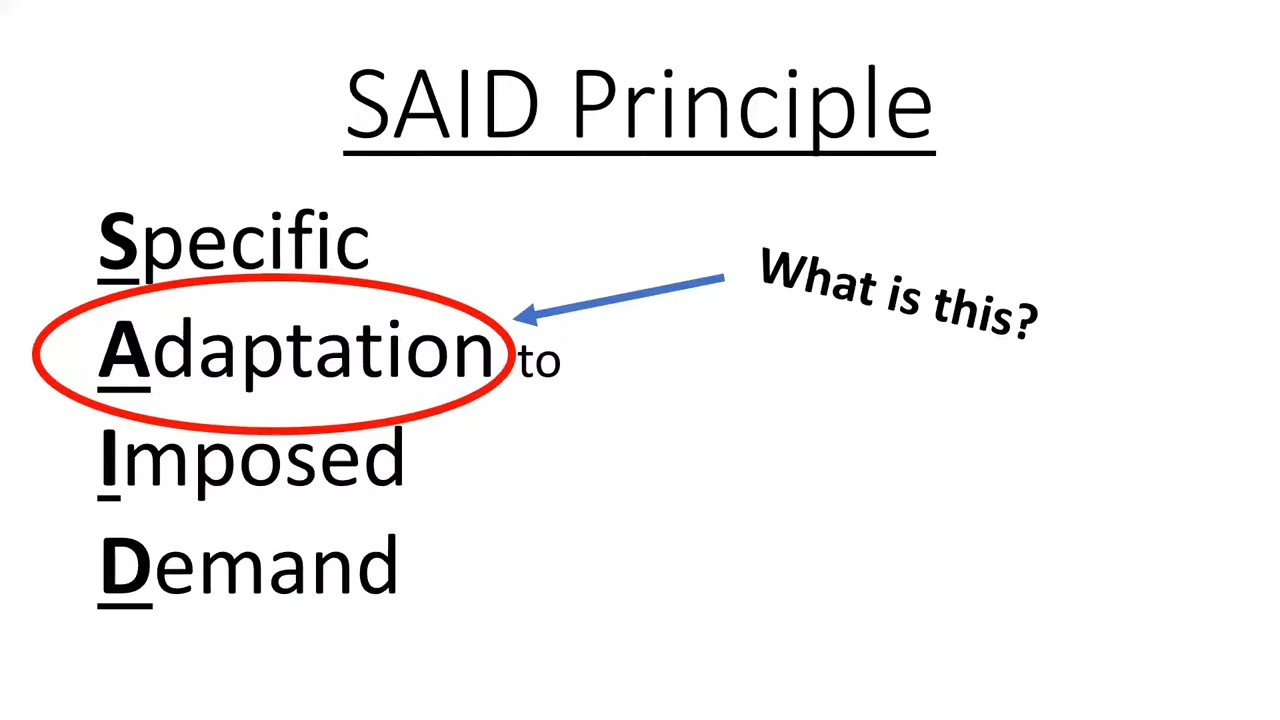 SAID Principle
Specific
What is this?
Adaptation to
Imposed
Demand